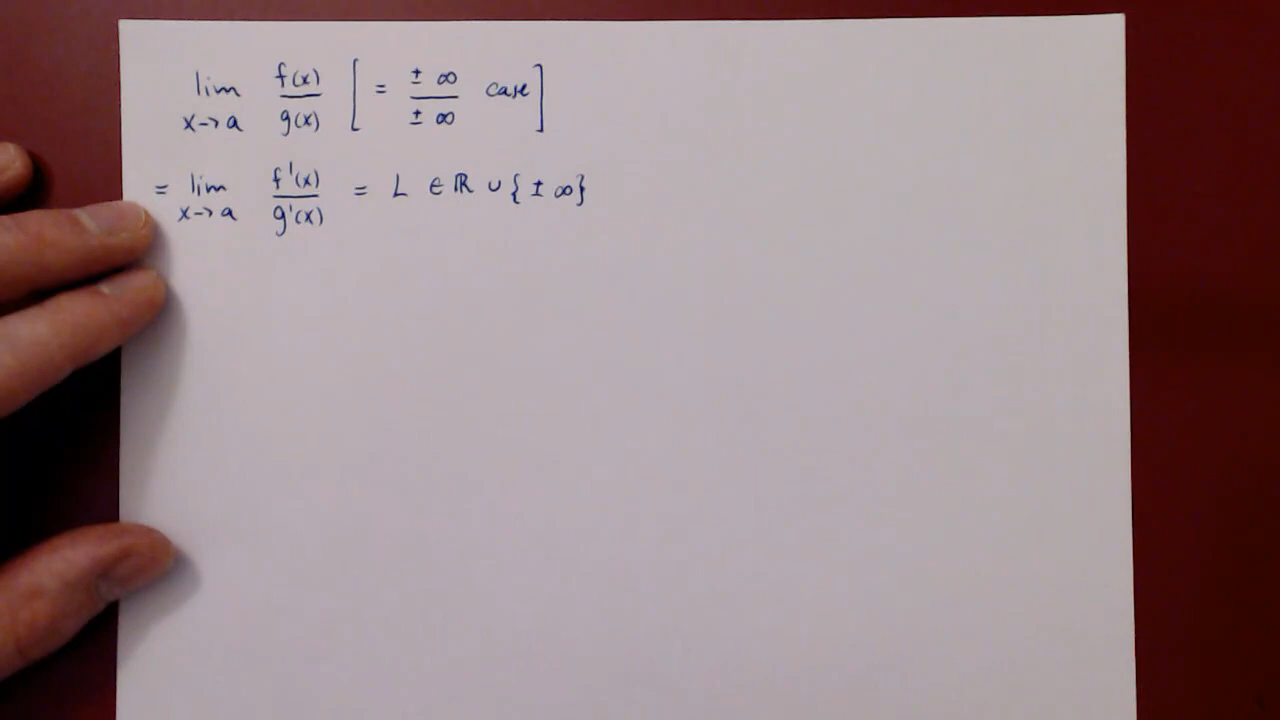 lim x→a f(x)/g(x) [ = ± ∞/± ∞ case ]
= lim x→a f'(x)/g'(x) = L ∈ ℝ ∪ { ± ∞}